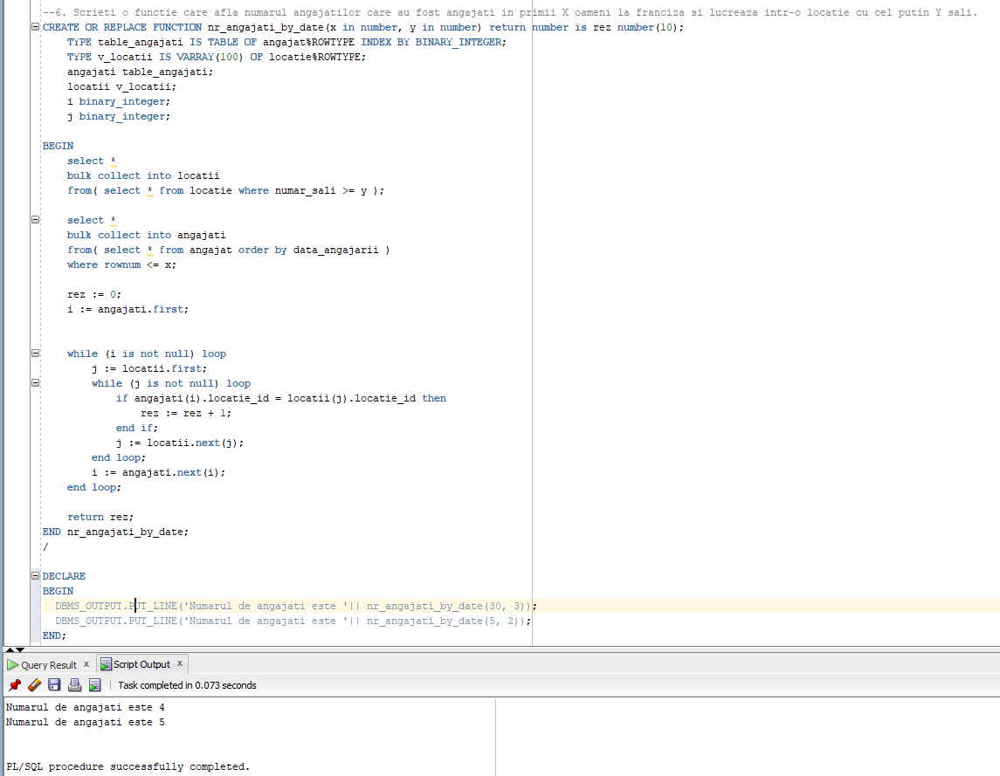 --6. Scrieti o functie care afla numarul angajatilor care au fost angajati in primii X oameni la franciza si lucreaza intr-o locatie cu cel putin Y sali.
CREATE OR REPLACE FUNCTION nr_angajati_by_date(x in number, y in number) return number is rez number(10);
    TYPE table_angajati IS TABLE OF angajat%ROWTYPE INDEX BY BINARY_INTEGER;
    TYPE v_locatii IS VARRAY(100) OF locatie%ROWTYPE;
    angajati table_angajati;
    locatii v_locatii;
    i binary_integer;
    j binary_integer;
BEGIN
    select *
    bulk collect into locatii
    from( select * from locatie where numar_sali >= y );
    select *
    bulk collect into angajati
    from( select * from angajat order by data_angajarii )
    where rownum <= x;
    rez := 0;
    i := angajati.first;
    while (i is not null) loop
        j := locatii.first;
        while (j is not null) loop
            if angajati(i).locatie_id = locatii(j).locatie_id then
                rez := rez + 1;
            end if;
            j := locatii.next(j);
        end loop;
        i := angajati.next(i);
    end loop;
    return rez;
END nr_angajati_by_date;
/
DECLARE
BEGIN
  DBMS_OUTPUT.PUT_LINE('Numarul de angajati este '|| nr_angajati_by_date(30, 3));
  DBMS_OUTPUT.PUT_LINE('Numarul de angajati este '|| nr_angajati_by_date(5, 2));
END;
Query Result x Script Output x
Task completed in 0.073 seconds
Numarul de angajati este 4
Numarul de angajati este 5
PL/SQL procedure successfully completed.